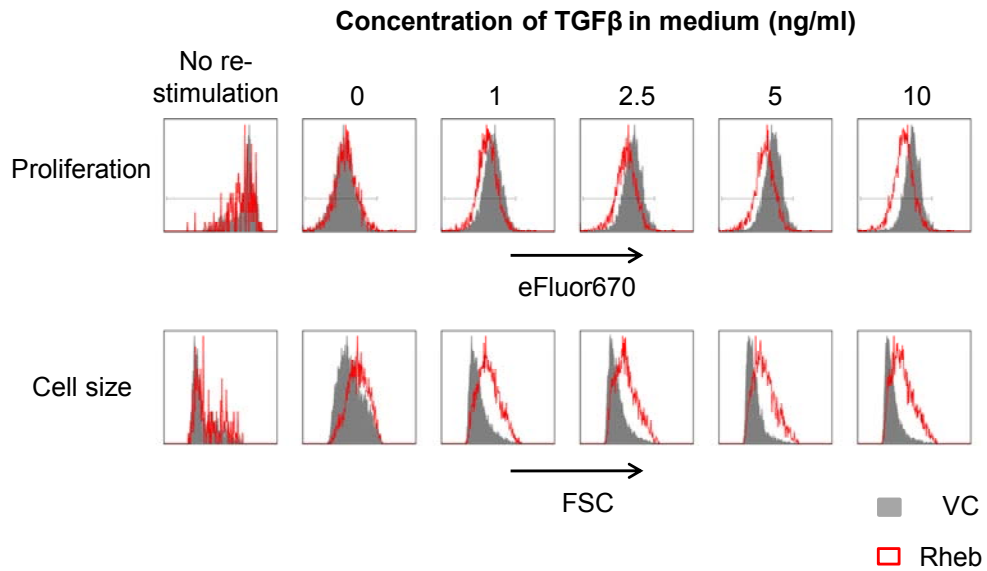 Concentration of TGFβ in medium (ng/ml)
No re-
stimulation
0
1
2.5
5
10
Proliferation
eFluor670
Cell size
FSC
VC
Rheb